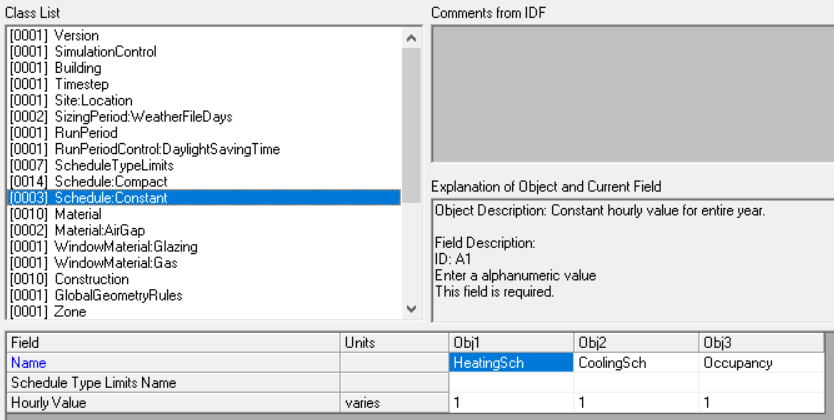 Class List
[0001] Version
[0001] SimulationControl
[0001] Building
[0001] Timestep
[0001] Site:Location
[0002] SizingPeriod:WeatherFileDays
[0001] RunPeriod
[0001] RunPeriodControl:DaylightSavingTime
[0007] ScheduleTypeLimits
[0014] Schedule:Compact
[0003] Schedule:Constant
[0010] Material
[0002] Material:AirGap
[0001] WindowMaterial:Glazing
[0001] WindowMaterial:Gas
[0010] Construction
[0001] GlobalGeometryRules
[0001] Zone
Comments from IDF
Explanation of Object and Current Field
Object Description: Constant hourly value for entire year.
Field Description:
ID: A1
Enter a alphanumeric value
This field is required.
Field Units Obj1 Obj2 Obj3
Name HeatingSch CoolingSch Occupancy
Schedule Type Limits Name
Hourly Value varies 1 1 1